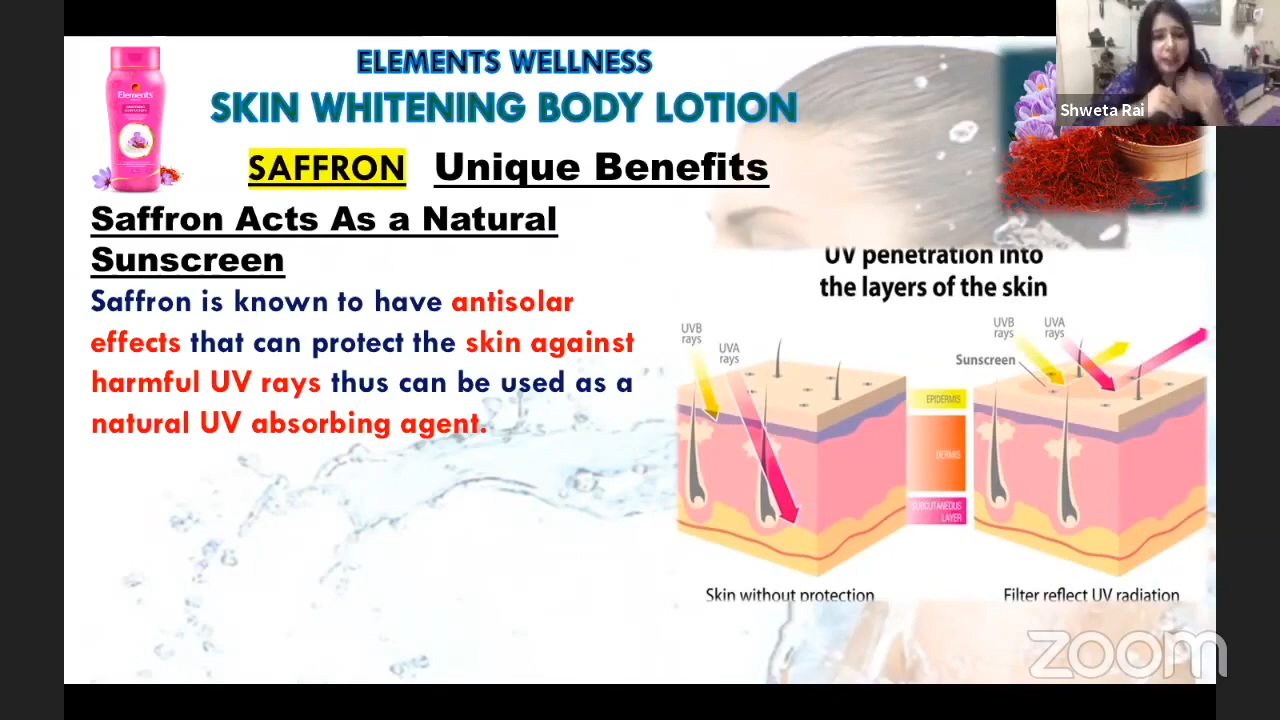 ELEMENTS WELLNESS
SKIN WHITENING BODY LOTION
Shweta Rai
Elements
SAFFRON Unique Benefits
Saffron Acts As a Natural
Sunscreen
Saffron is known to have antisolar
effects that can protect the skin against
harmful UV rays thus can be used as a
natural UV absorbing agent.
UV penetration into
the layers of the skin
UVB
rays
UVA
rays
UVB
rays
UVA
rays
Sunscreen
EPIDERMIS
DERMIS
SUBCUTANEOUS
LAYER
Skin without protection
Filter reflect UV radiation
zoom